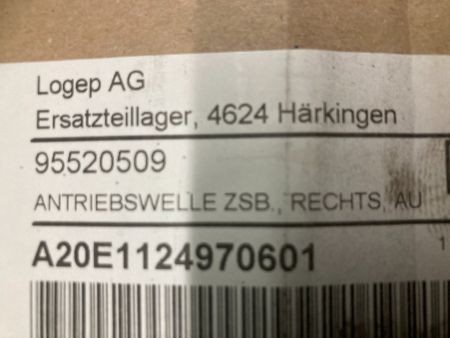 Logep AG
Ersatzteillager, 4624 Härkingen
95520509
ANTRIEBSWELLE ZSB., RECHTS, AU
A20E1124970601
1